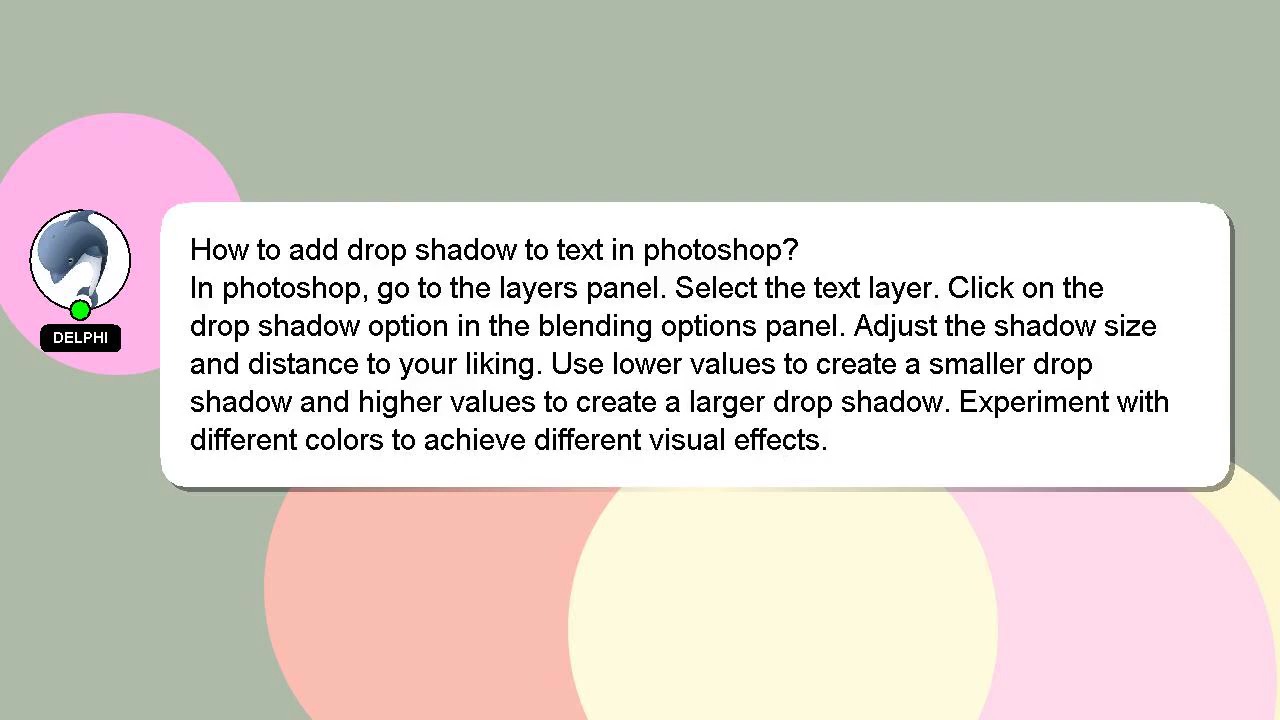 How to add drop shadow to text in photoshop?
In photoshop, go to the layers panel. Select the text layer. Click on the
drop shadow option in the blending options panel. Adjust the shadow size
and distance to your liking. Use lower values to create a smaller drop
shadow and higher values to create a larger drop shadow. Experiment with
different colors to achieve different visual effects.
DELPHI